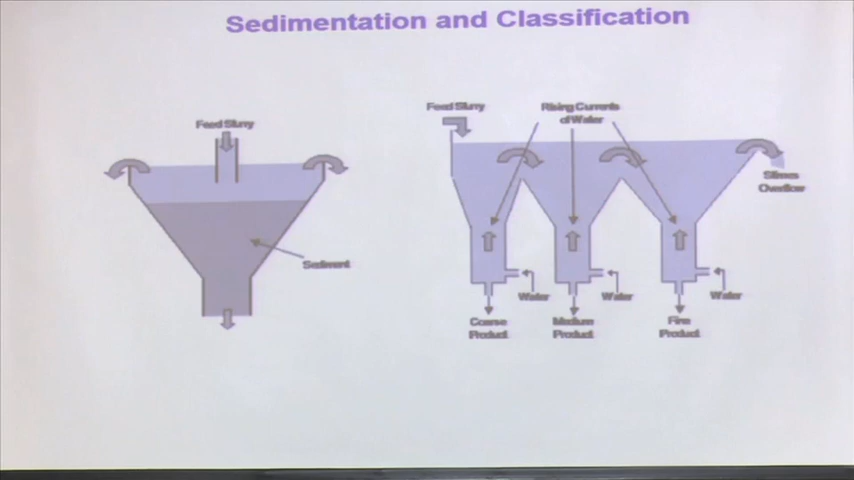 Sedimentation and Classification
Feed Slurry
Sediment
Feed Slurry
Rising Currents
of Water
Slimes
Overflow
Water
Water
Water
Coarse
Product
Medium
Product
Fine
Product